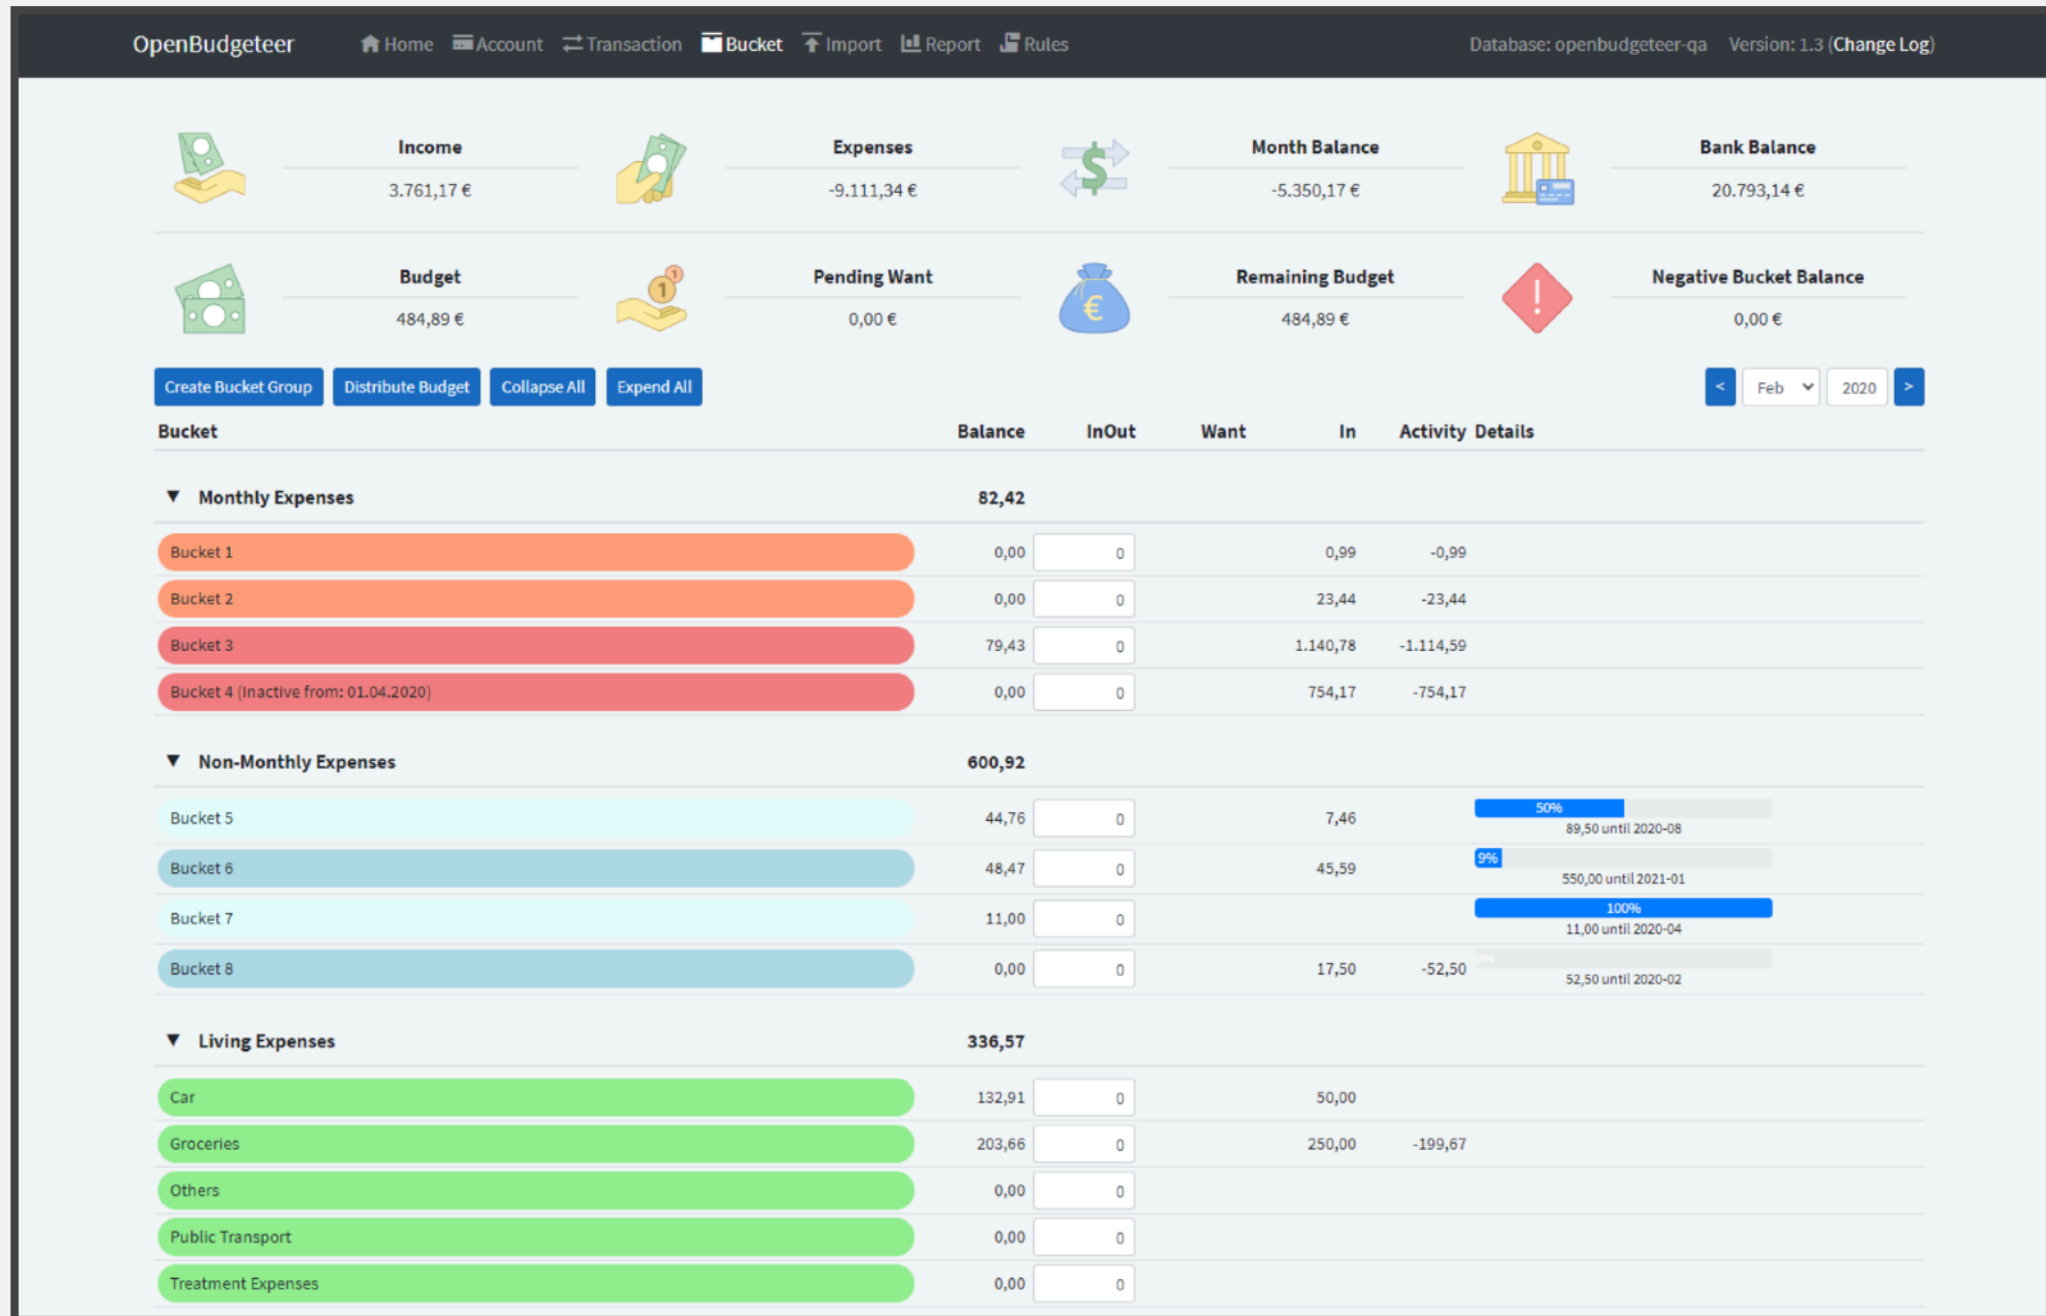 OpenBudgeteer Home Account Transaction Bucket Import Report Rules Database: openbudgeteer-qa Version: 1.3 (Change Log)
Income Expenses Month Balance Bank Balance
3.761,17 € -9.111,34 € -5.350,17 € 20.793,14 €
Budget Pending Want Remaining Budget Negative Bucket Balance
484,89 € 0,00 € 484,89 € 0,00 €
Create Bucket Group Distribute Budget Collapse All Expend All < Feb 2020 >
Bucket Balance InOut Want In Activity Details
Monthly Expenses 82,42
Bucket 1 0,00 0 0,99 -0,99
Bucket 2 0,00 0 23,44 -23,44
Bucket 3 79,43 0 1.140,78 -1.114,59
Bucket 4 (Inactive from: 01.04.2020) 0,00 0 754,17 -754,17
Non-Monthly Expenses 600,92
Bucket 5 44,76 0 7,46 50%
89,50 until 2020-08
Bucket 6 48,47 0 45,59 9%
550,00 until 2021-01
Bucket 7 11,00 0 100%
11,00 until 2020-04
Bucket 8 0,00 0 17,50 -52,50 0%
52,50 until 2020-02
Living Expenses 336,57
Car 132,91 0 50,00
Groceries 203,66 0 250,00 -199,67
Others 0,00 0
Public Transport 0,00 0
Treatment Expenses 0,00 0